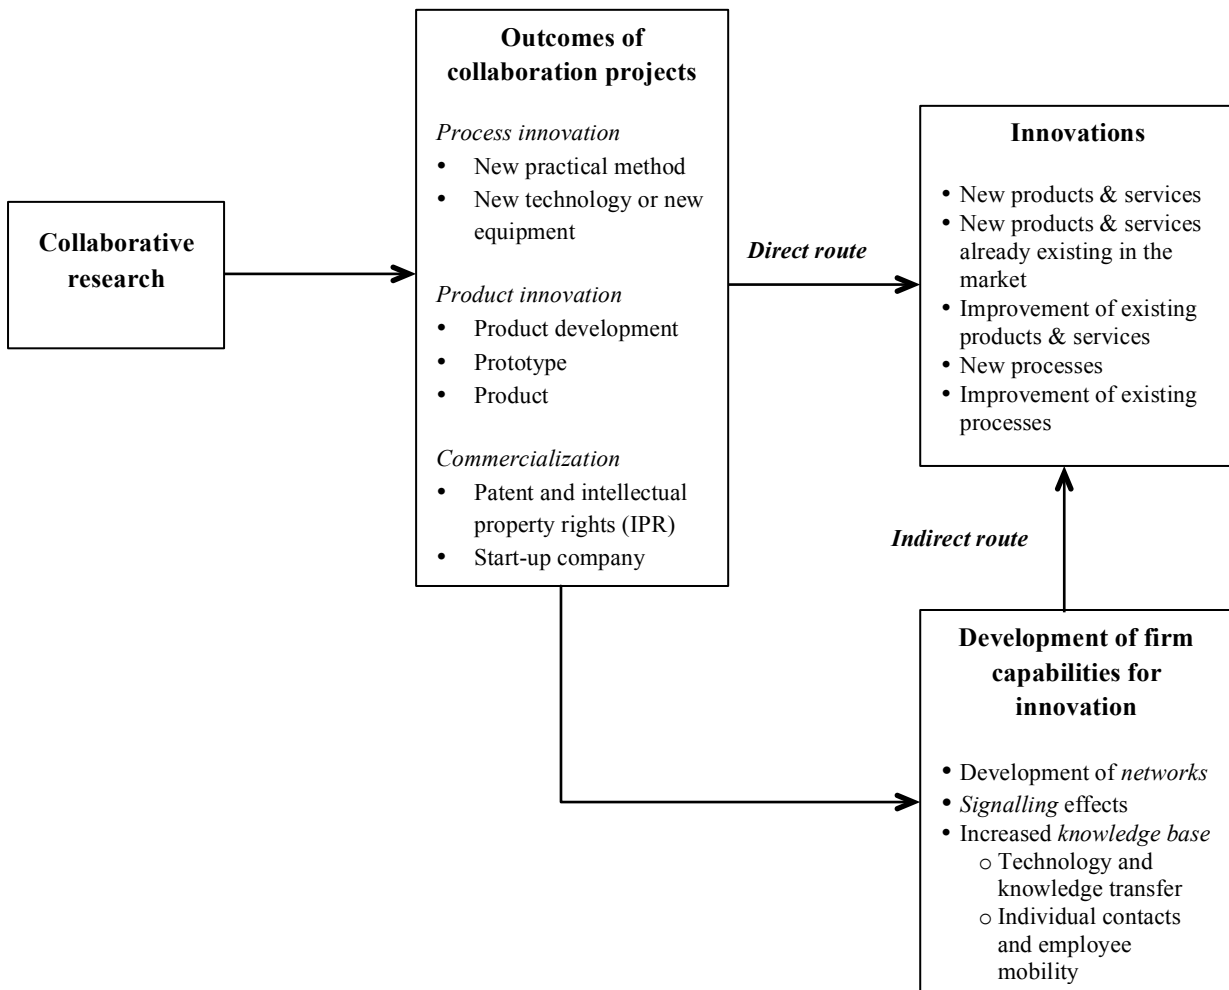 Collaborative
research
Outcomes of
collaboration projects
Process innovation
• New practical method
• New technology or new
equipment
Product innovation
• Product development
• Prototype
• Product
Commercialization
• Patent and intellectual
property rights (IPR)
• Start-up company
Direct route
Innovations
• New products & services
• New products & services
already existing in the
market
• Improvement of existing
products & services
• New processes
• Improvement of existing
processes
Indirect route
Development of firm
capabilities for
innovation
• Development of networks
• Signalling effects
• Increased knowledge base
o Technology and
knowledge transfer
o Individual contacts
and employee
mobility